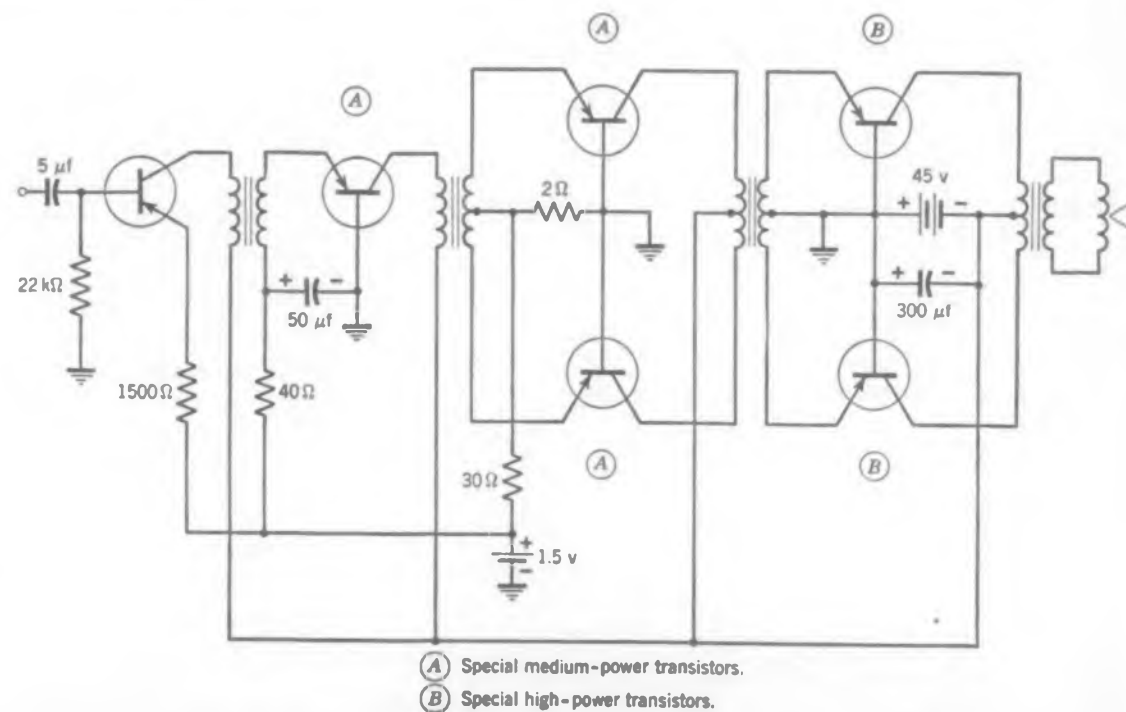 A
B
A
5 µf
2Ω
45 v
+
-
22 kΩ
+
-
50 µf
+
-
300 µf
1500Ω
40Ω
30Ω
A
B
+
1.5 v
-
A Special medium-power transistors.
B Special high-power transistors.